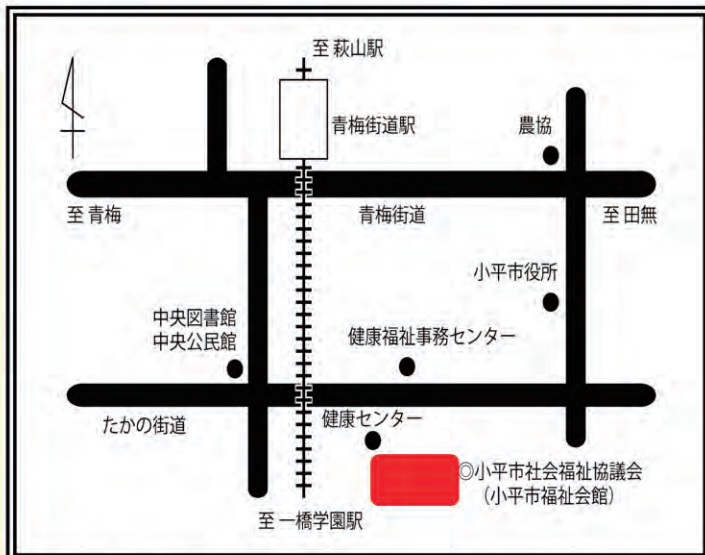 至 萩山駅
青梅街道駅
農協
至 青梅
青梅街道
至 田無
小平市役所
中央図書館
中央公民館
健康福祉事務センター
たかの街道
健康センター
◎小平市社会福祉協議会
（小平市福祉会館）
至 一橋学園駅